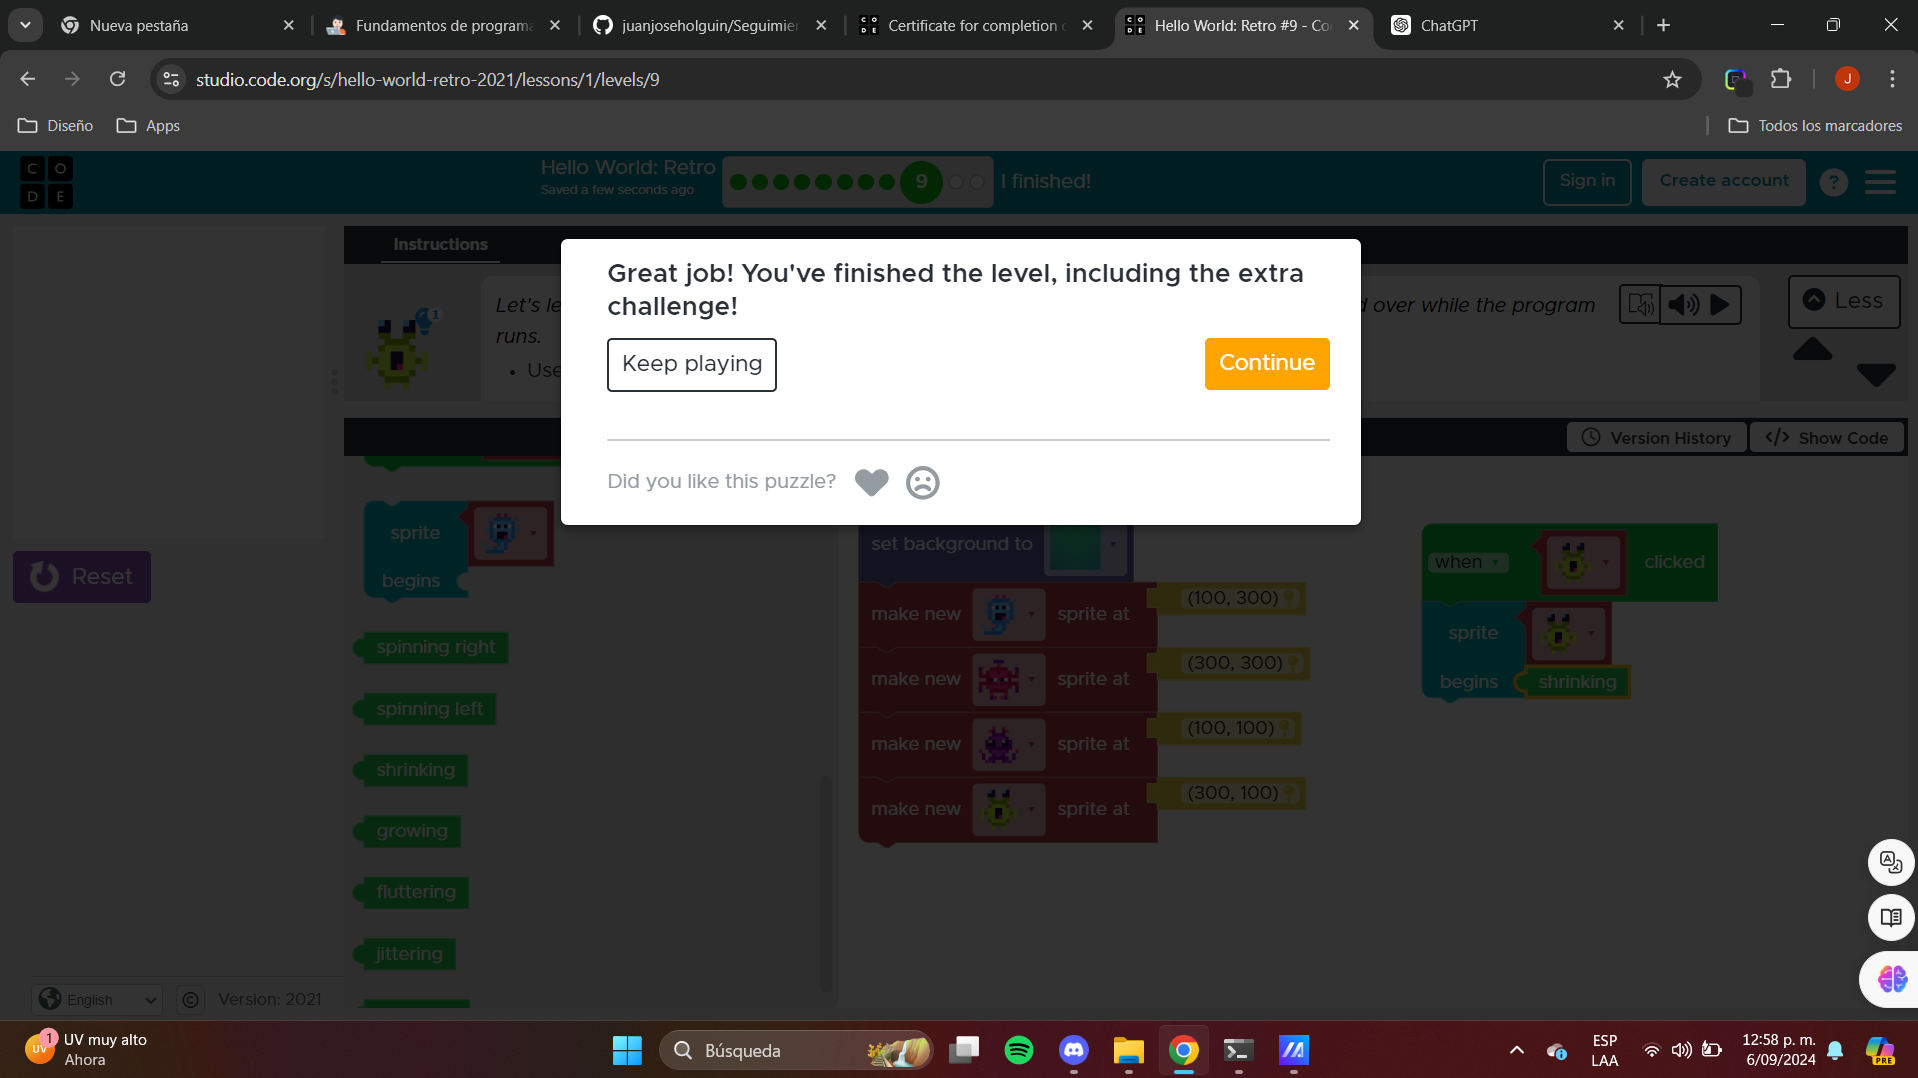 Nueva pestaña
Fundamentos de programa
juanjoseholguin/Seguimier
Certificate for completion
Hello World: Retro #9 - Co
ChatGPT
studio.code.org/s/hello-world-retro-2021/lessons/1/levels/9
J
Diseño
Apps
Todos los marcadores
C O
D E
Hello World: Retro
Saved a few seconds ago
9
I finished!
Sign in
Create account
?
Instructions
Great job! You've finished the level, including the extra
challenge!
Keep playing
Continue
Did you like this puzzle?
1
Let's le
d over while the program
runs.
• Use
Less
Version History
</> Show Code
Reset
sprite
begins
spinning right
spinning left
shrinking
growing
fluttering
jittering
set background to
make new sprite at (100, 300)
make new sprite at (300, 300)
make new sprite at (100, 100)
make new sprite at (300, 100)
when clicked
sprite
begins shrinking
English
Version: 2021
UV
1
UV muy alto
Ahora
Búsqueda
ESP
LAA
12:58 p. m.
6/09/2024
PRE